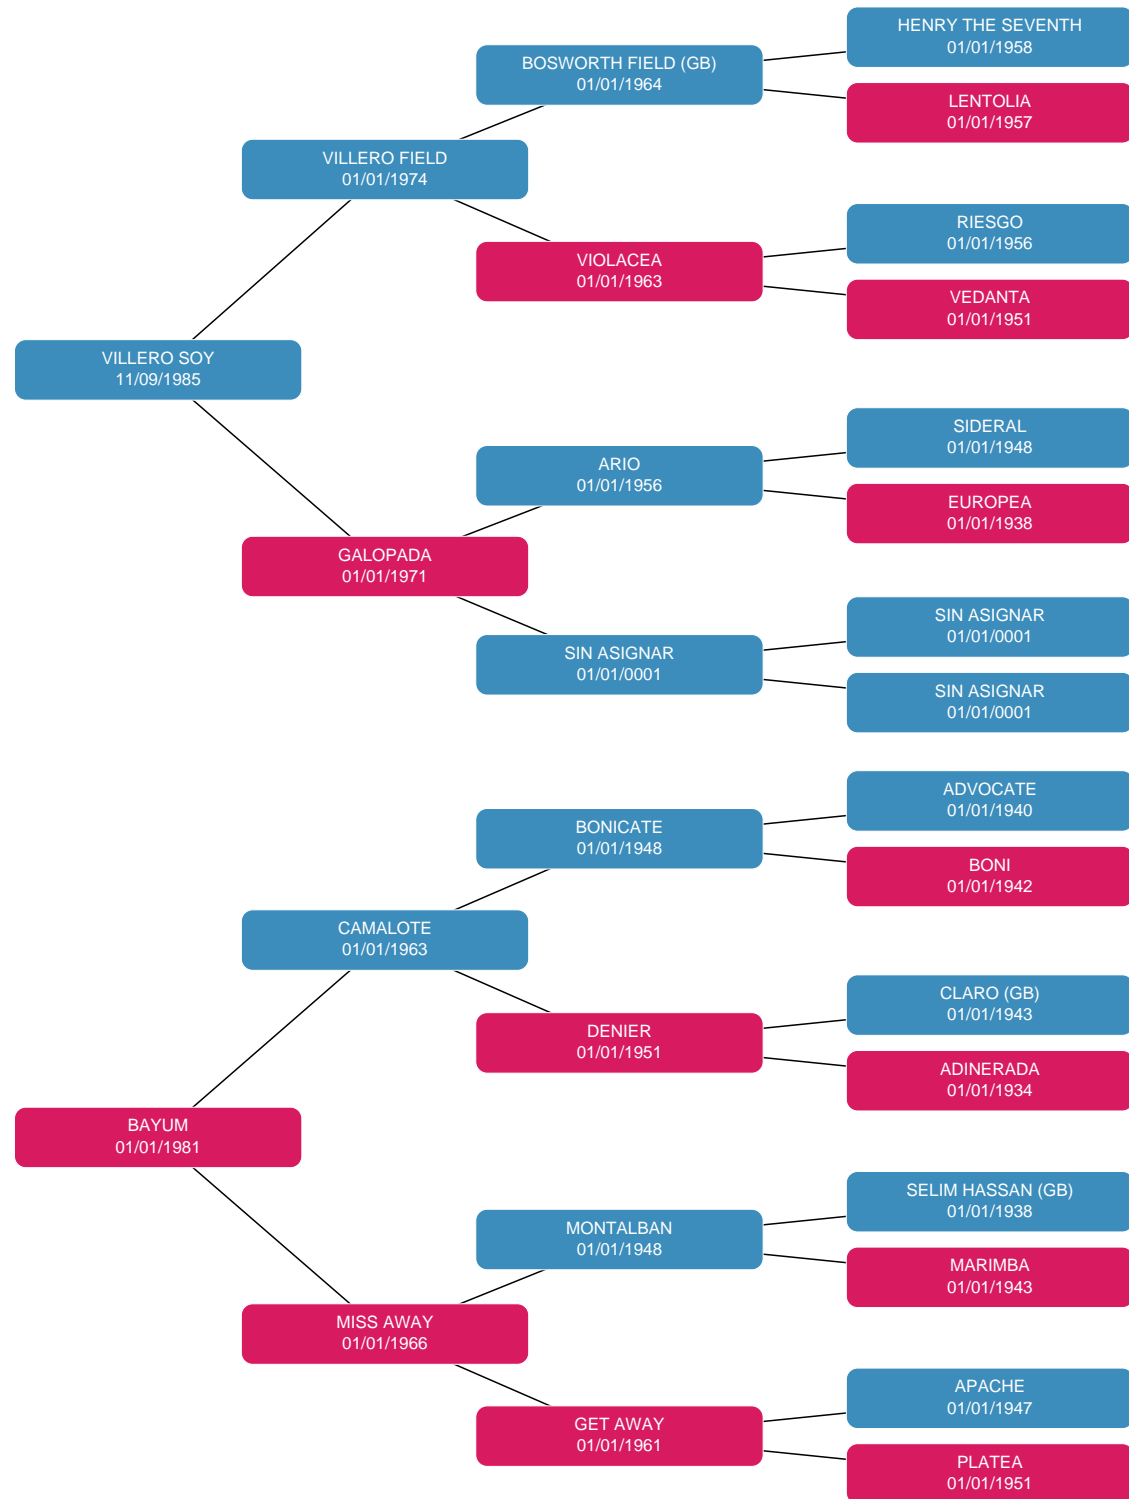 HENRY THE SEVENTH
01/01/1958
BOSWORTH FIELD (GB)
01/01/1964
LENTOLIA
01/01/1957
VILLERO FIELD
01/01/1974
RIESGO
01/01/1956
VIOLACEA
01/01/1963
VEDANTA
01/01/1951
VILLERO SOY
11/09/1985
SIDERAL
01/01/1948
ARIO
01/01/1956
EUROPEA
01/01/1938
GALOPADA
01/01/1971
SIN ASIGNAR
01/01/0001
SIN ASIGNAR
01/01/0001
SIN ASIGNAR
01/01/0001
ADVOCATE
01/01/1940
BONICATE
01/01/1948
BONI
01/01/1942
CAMALOTE
01/01/1963
CLARO (GB)
01/01/1943
DENIER
01/01/1951
ADINERADA
01/01/1934
BAYUM
01/01/1981
SELIM HASSAN (GB)
01/01/1938
MONTALBAN
01/01/1948
MARIMBA
01/01/1943
MISS AWAY
01/01/1966
APACHE
01/01/1947
GET AWAY
01/01/1961
PLATEA
01/01/1951